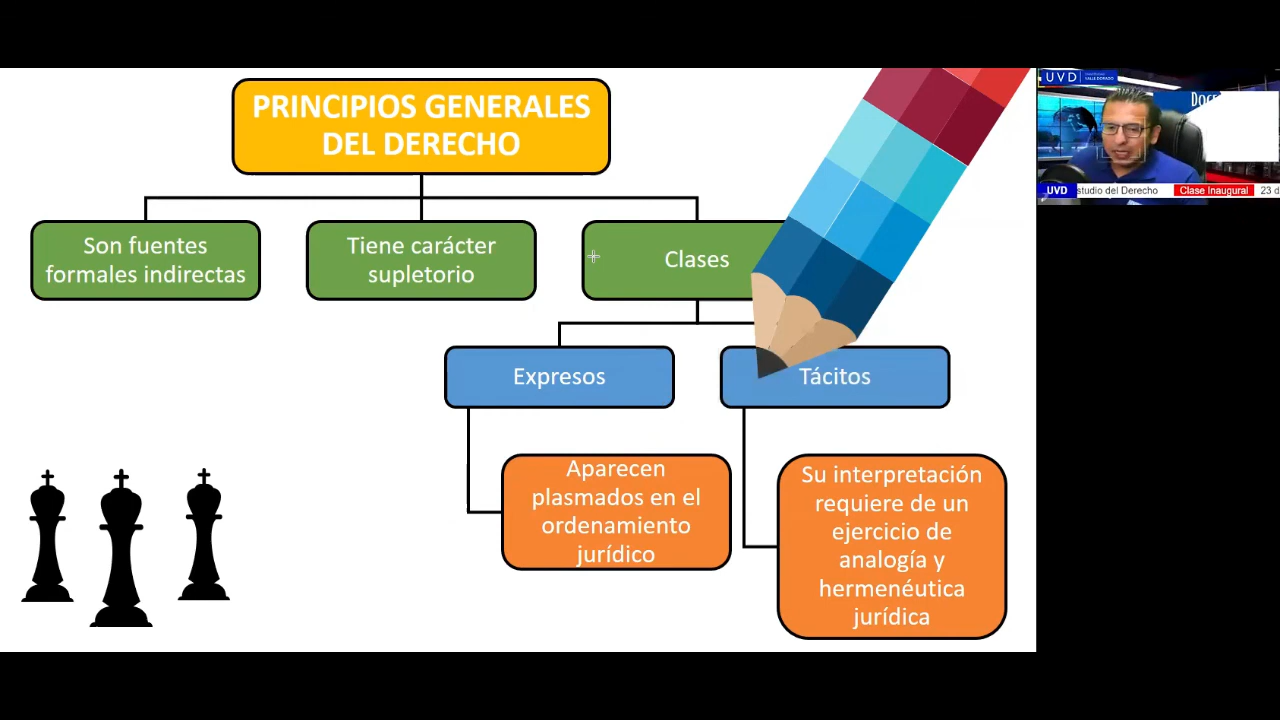 PRINCIPIOS GENERALES
DEL DERECHO
Son fuentes
formales indirectas
Tiene carácter
supletorio
Clases
Expresos
Tácitos
Aparecen
plasmados en el
ordenamiento
jurídico
Su interpretación
requiere de un
ejercicio de
analogía y
hermenéutica
jurídica
UVD
VALLE DORADO
UVD
studio del Derecho
Clase Inaugural
23 d